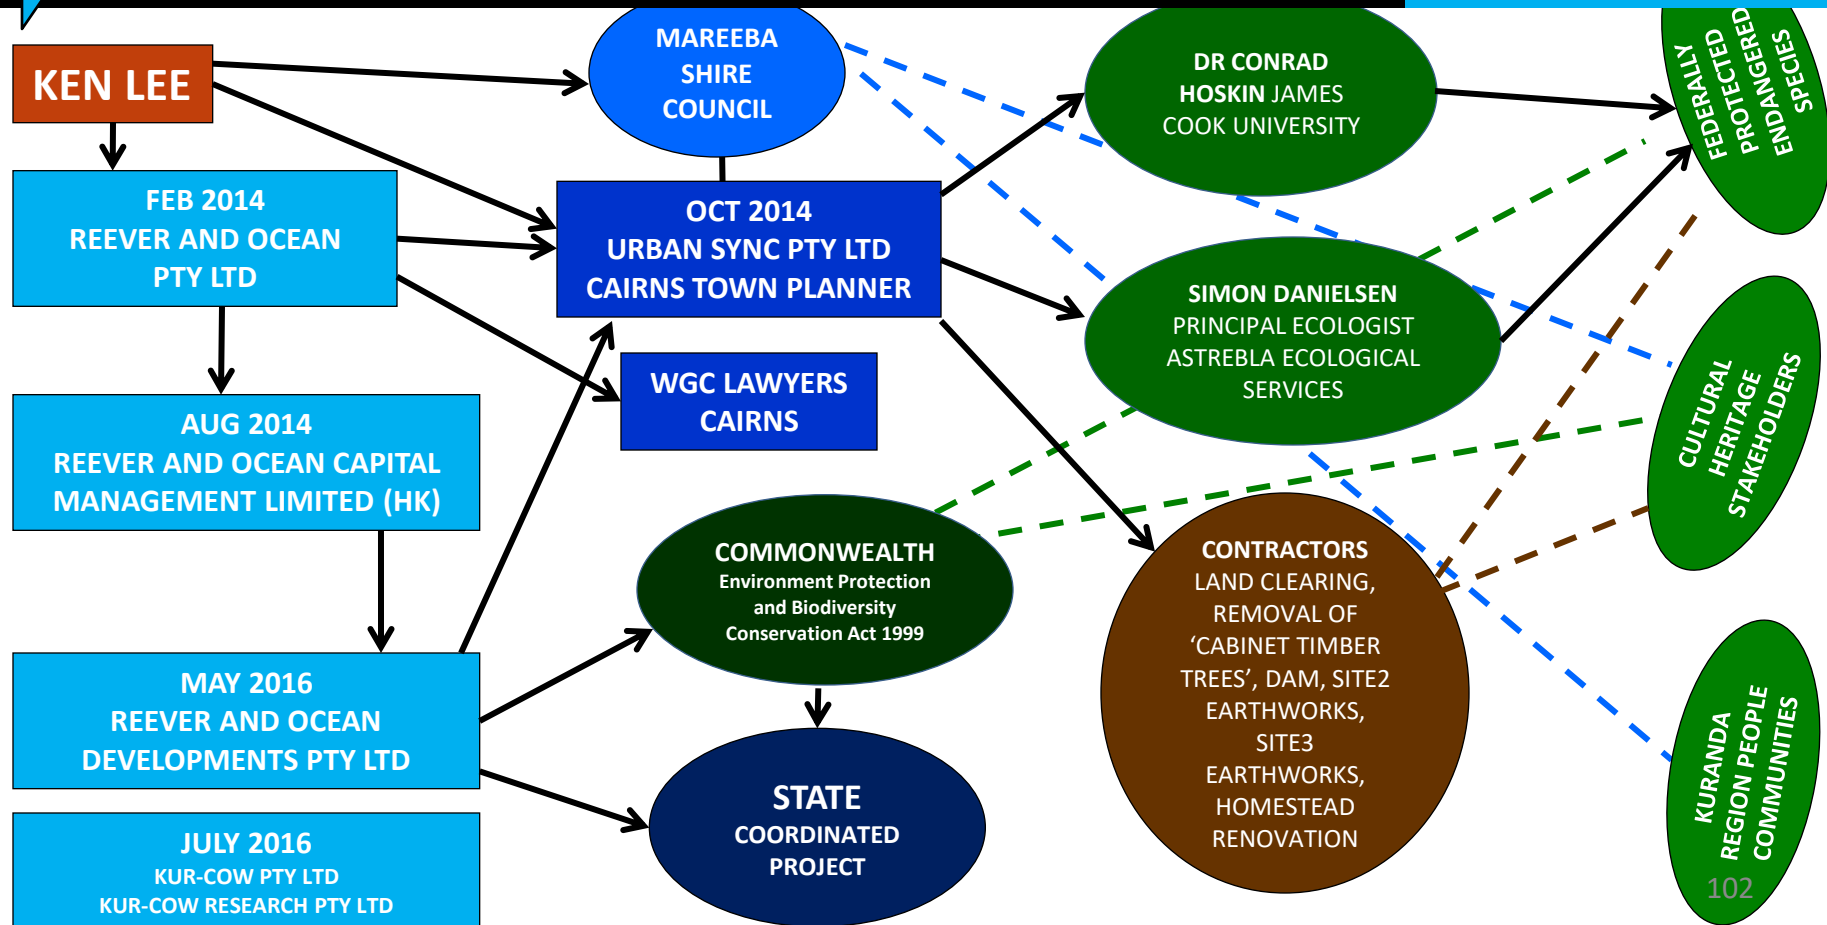 KEN LEE
MAREEBA
SHIRE
COUNCIL
DR CONRAD
HOSKIN JAMES
COOK UNIVERSITY
FEDERALLY
PROTECTED
ENDAANGERED
SPECIES
FEB 2014
REEVER AND OCEAN
PTY LTD
OCT 2014
URBAN SYNC PTY LTD
CAIRNS TOWN PLANNER
SIMON DANIELSEN
PRINCIPAL ECOLOGIST
ASTREBLA ECOLOGICAL
SERVICES
CULTURAL
HERITAGE
STAKEHOLDERS
WGC LAWYERS
CAIRNS
AUG 2014
REEVER AND OCEAN CAPITAL
MANAGEMENT LIMITED (HK)
COMMONWEALTH
Environment Protection
and Biodiversity
Conservation Act 1999
CONTRACTORS
LAND CLEARING,
REMOVAL OF
‘CABINET TIMBER
TREES’, DAM, SITE2
EARTHWORKS,
SITE3
EARTHWORKS,
HOMESTEAD
RENOVATION
MAY 2016
REEVER AND OCEAN
DEVELOPMENTS PTY LTD
STATE
COORDINATED
PROJECT
KURANDA
REGION PEOPLE
COMMUNITIES
JULY 2016
KUR-COW PTY LTD
KUR-COW RESEARCH PTY LTD
102